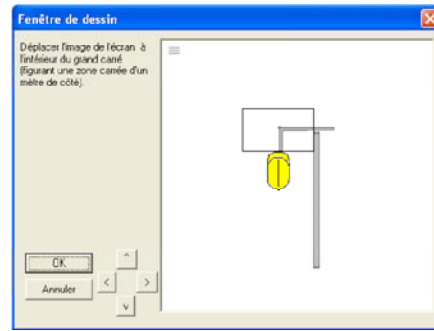 Fenêtre de dessin
Déplacer l'image de l'écran à
l'intérieur du grand carré
(figurant une zone carrée d'un
mètre de côté).
OK
Annuler